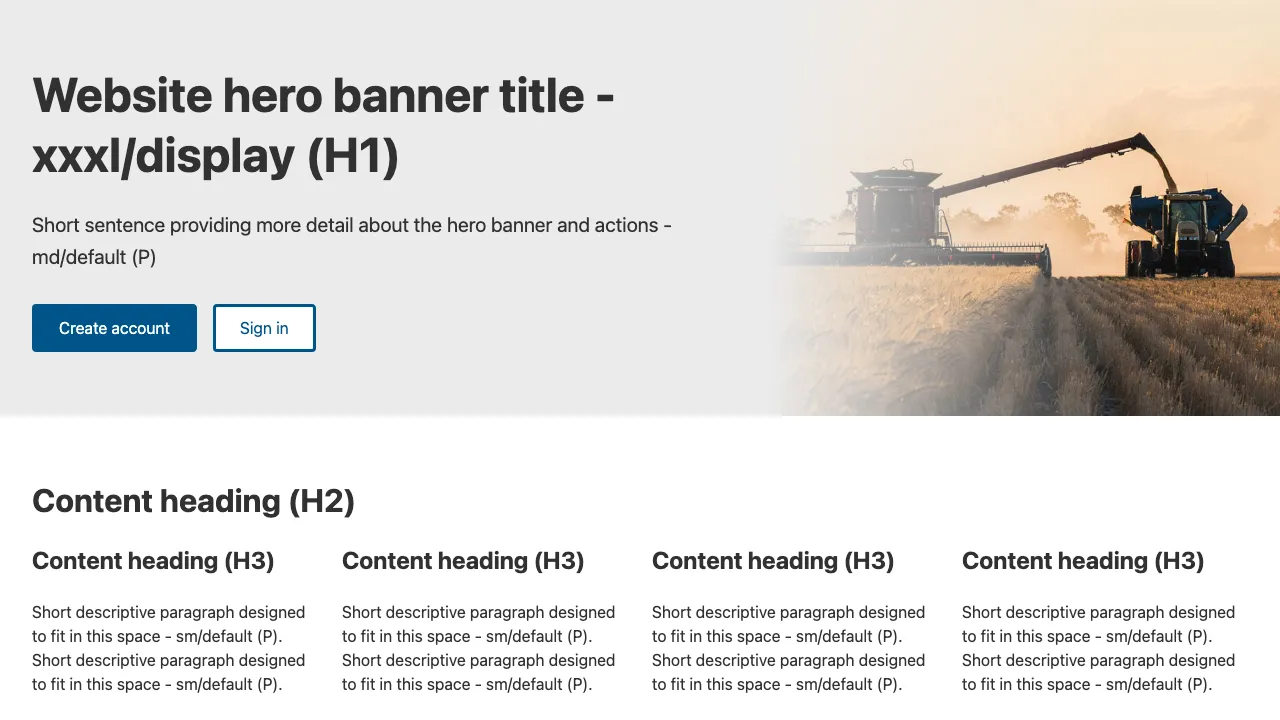 Website hero banner title -
xxxl/display (H1)
Short sentence providing more detail about the hero banner and actions -
md/default (P)
Create account
Sign in
Content heading (H2)
Content heading (H3)
Short descriptive paragraph designed
to fit in this space - sm/default (P).
Short descriptive paragraph designed
to fit in this space - sm/default (P).
Content heading (H3)
Short descriptive paragraph designed
to fit in this space - sm/default (P).
Short descriptive paragraph designed
to fit in this space - sm/default (P).
Content heading (H3)
Short descriptive paragraph designed
to fit in this space - sm/default (P).
Short descriptive paragraph designed
to fit in this space - sm/default (P).
Content heading (H3)
Short descriptive paragraph designed
to fit in this space - sm/default (P).
Short descriptive paragraph designed
to fit in this space - sm/default (P).